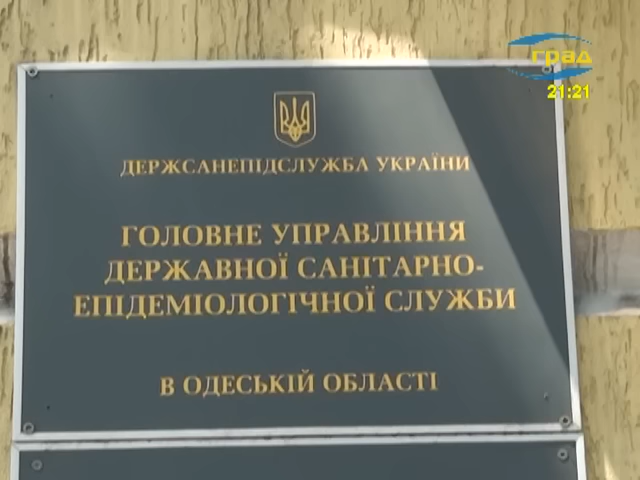 град
21:21
ДЕРЖСАНЕПІДСЛУЖБА УКРАЇНИ
ГОЛОВНЕ УПРАВЛІННЯ
ДЕРЖАВНОЇ САНІТАРНО-
ЕПІДЕМІОЛОГІЧНОЇ СЛУЖБИ
В ОДЕСЬКІЙ ОБЛАСТІ